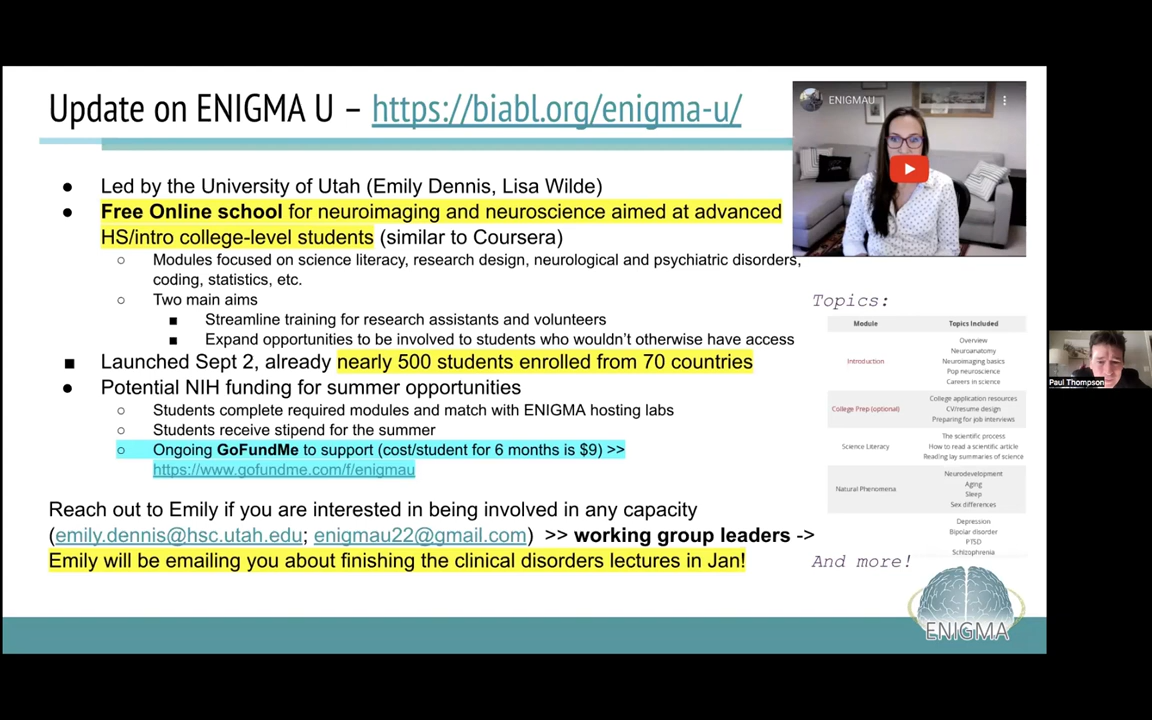 Update on ENIGMA U – https://biabl.org/enigma-u/
ENIGMAU
● Led by the University of Utah (Emily Dennis, Lisa Wilde)
● Free Online school for neuroimaging and neuroscience aimed at advanced
HS/intro college-level students (similar to Coursera)
○ Modules focused on science literacy, research design, neurological and psychiatric disorders,
coding, statistics, etc.
○ Two main aims
■ Streamline training for research assistants and volunteers
■ Expand opportunities to be involved to students who wouldn’t otherwise have access
■ Launched Sept 2, already nearly 500 students enrolled from 70 countries
● Potential NIH funding for summer opportunities
○ Students complete required modules and match with ENIGMA hosting labs
○ Students receive stipend for the summer
○ Ongoing GoFundMe to support (cost/student for 6 months is $9) >>
https://www.gofundme.com/f/enigmau
Reach out to Emily if you are interested in being involved in any capacity
(emily.dennis@hsc.utah.edu; enigmau22@gmail.com) >> working group leaders ->
Emily will be emailing you about finishing the clinical disorders lectures in Jan!
Topics:
Module Topics Included
Introduction
Overview
Neuroanatomy
Neuroimaging basics
Pop neuroscience
Careers in science
College Prep (optional)
College application resources
CV/resume design
Preparing for job interviews
Science Literacy
The scientific process
How to read a scientific article
Reading lay summaries of science
Natural Phenomena
Neurodevelopment
Aging
Sleep
Sex differences
Depression
Bipolar disorder
PTSD
Schizophrenia
And more!
ENIGMA
Paul Thompson